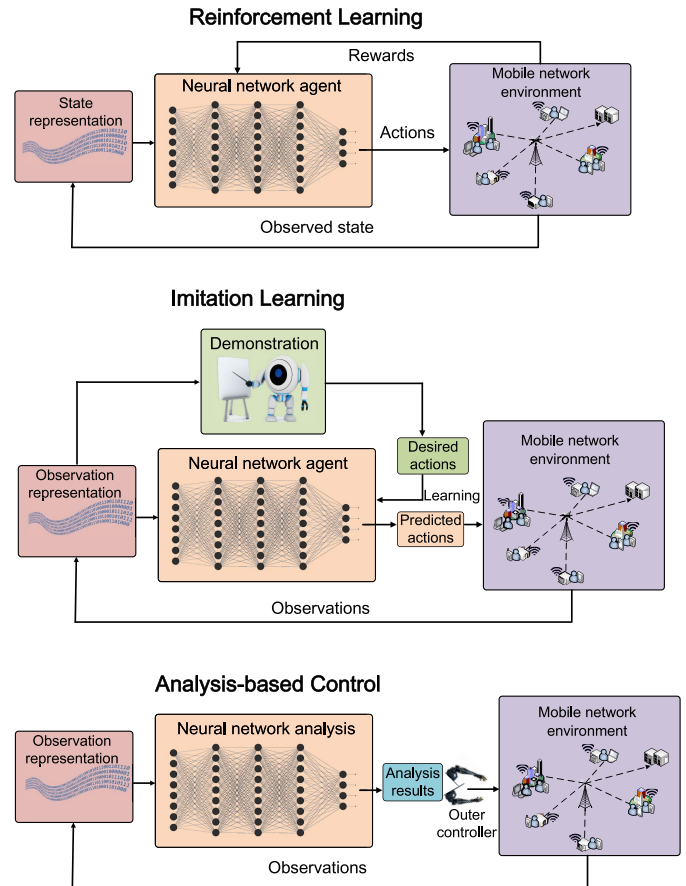 Reinforcement Learning
Rewards
Neural network agent
Mobile network
environment
State
representation
Actions
Observed state
Imitation Learning
Demonstration
Desired
actions
Mobile network
environment
Neural network agent
Observation
representation
Learning
Predicted
actions
Observations
Analysis-based Control
Mobile network
environment
Neural network analysis
Observation
representation
Analysis
results
Outer
controller
Observations